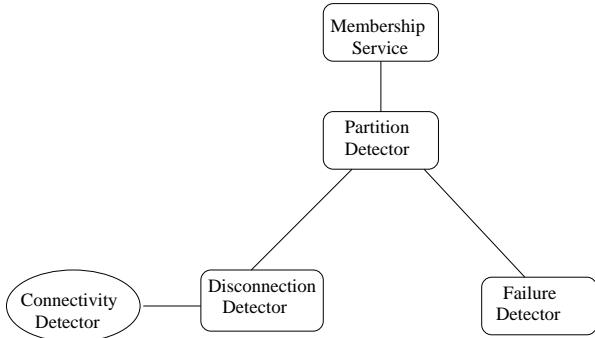 Membership
Service
Partition
Detector
Disconnection
Detector
Connectivity
Detector
Failure
Detector